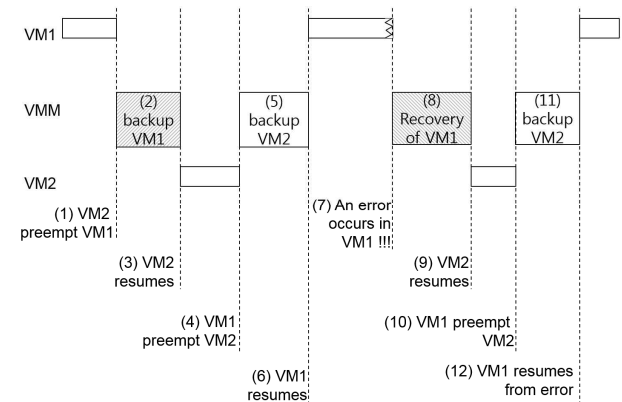 VM1
VMM
(2)
backup
VM1
(5)
backup
VM2
(8)
Recovery
of VM1
(11)
backup
VM2
VM2
(1) VM2
preempt VM1
(7) An error
occurs in
VM1 !!!
(3) VM2
resumes
(9) VM2
resumes
(4) VM1
preempt VM2
(10) VM1 preempt
VM2
(6) VM1
resumes
(12) VM1 resumes
from error